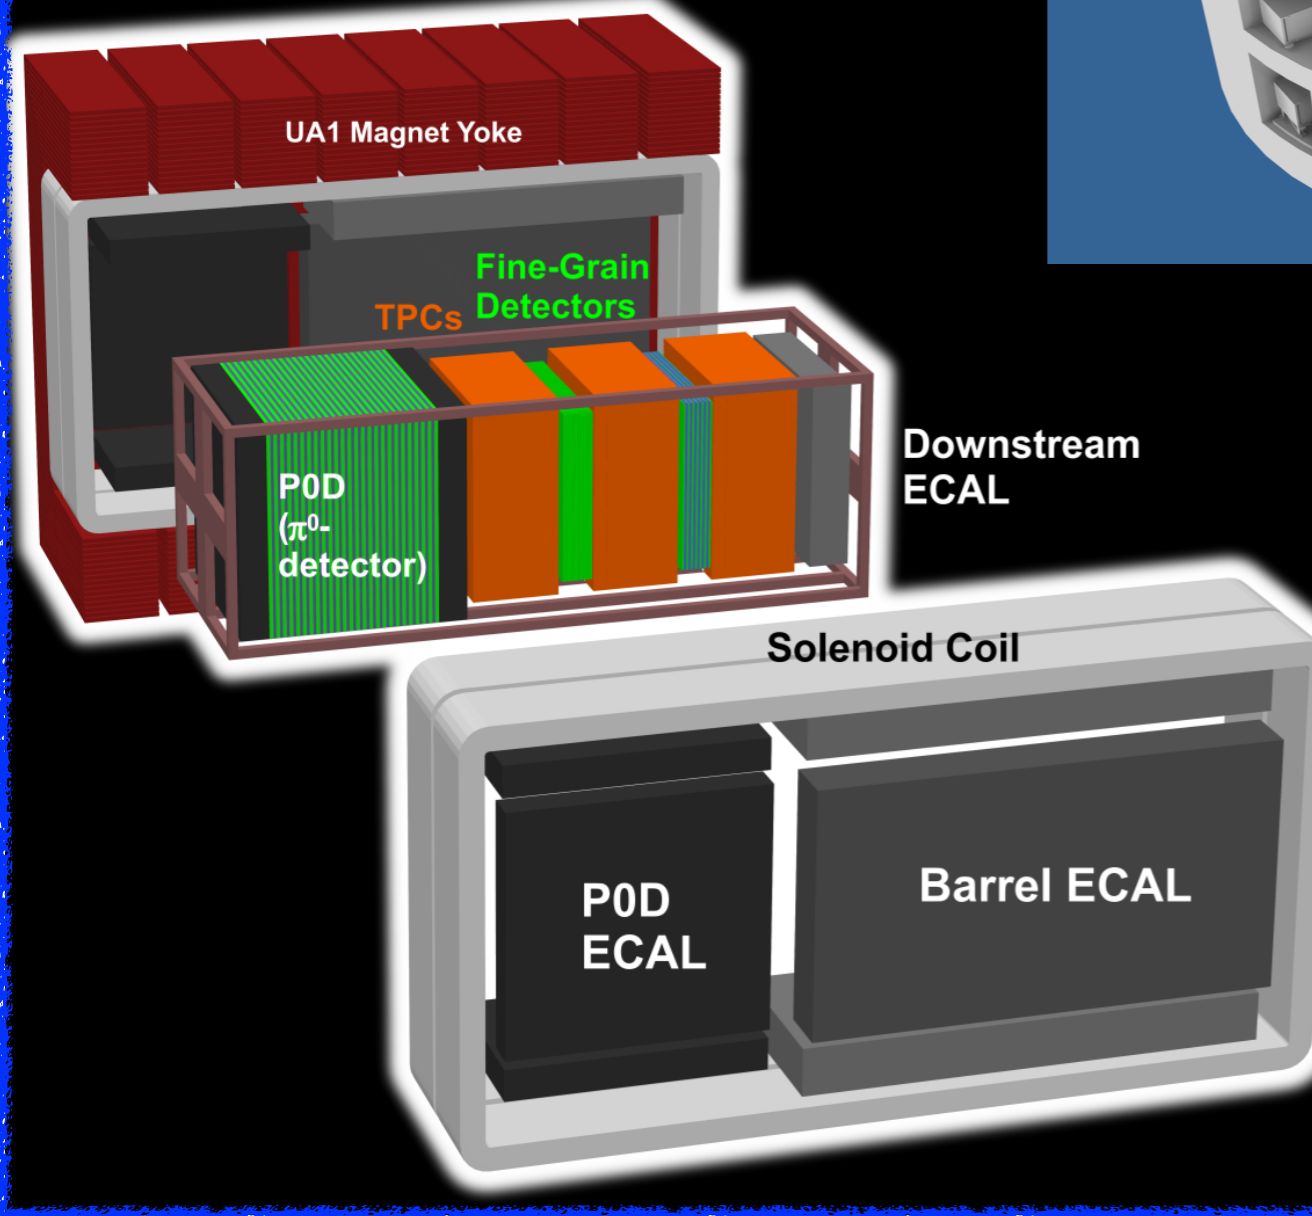 UA1 Magnet Yoke
Fine-Grain
Detectors
TPCs
P0D
(π⁰-
detector)
Downstream
ECAL
Solenoid Coil
P0D
ECAL
Barrel ECAL